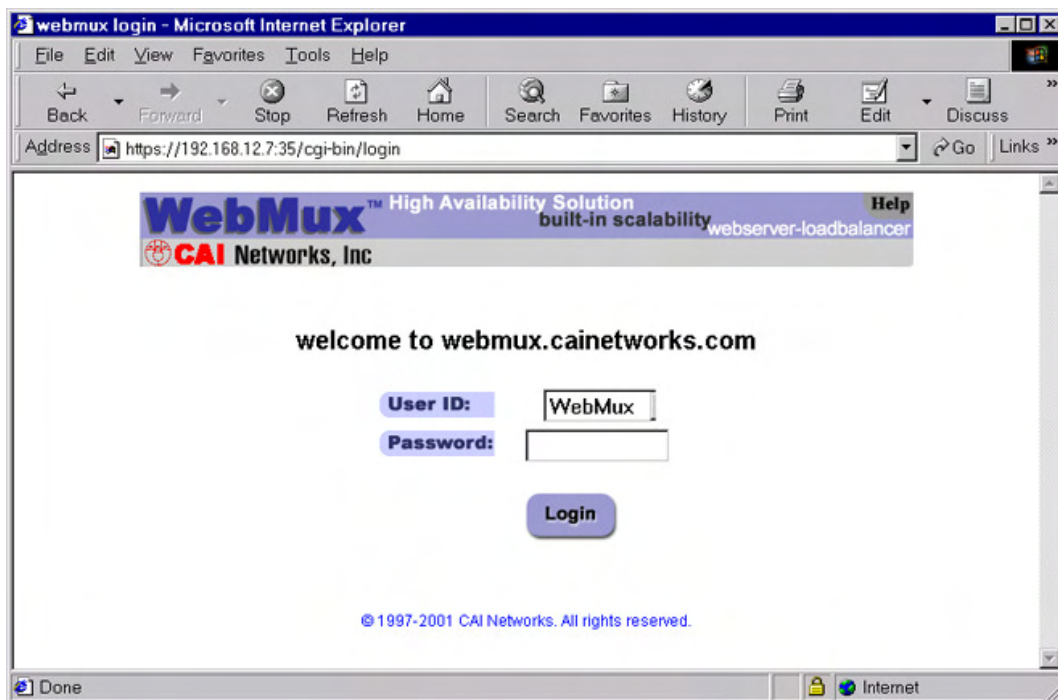 webmux login - Microsoft Internet Explorer
File Edit View Favorites Tools Help
Back Forward Stop Refresh Home Search Favorites History Print Edit Discuss »
Address https://192.168.12.7:35/cgi-bin/login Go Links »
WebMux™ High Availability Solution Help
built-in scalability
webserver-loadbalancer
CAI Networks, Inc
welcome to webmux.cainetworks.com
User ID: WebMux
Password:
Login
© 1997-2001 CAI Networks. All rights reserved.
Done Internet